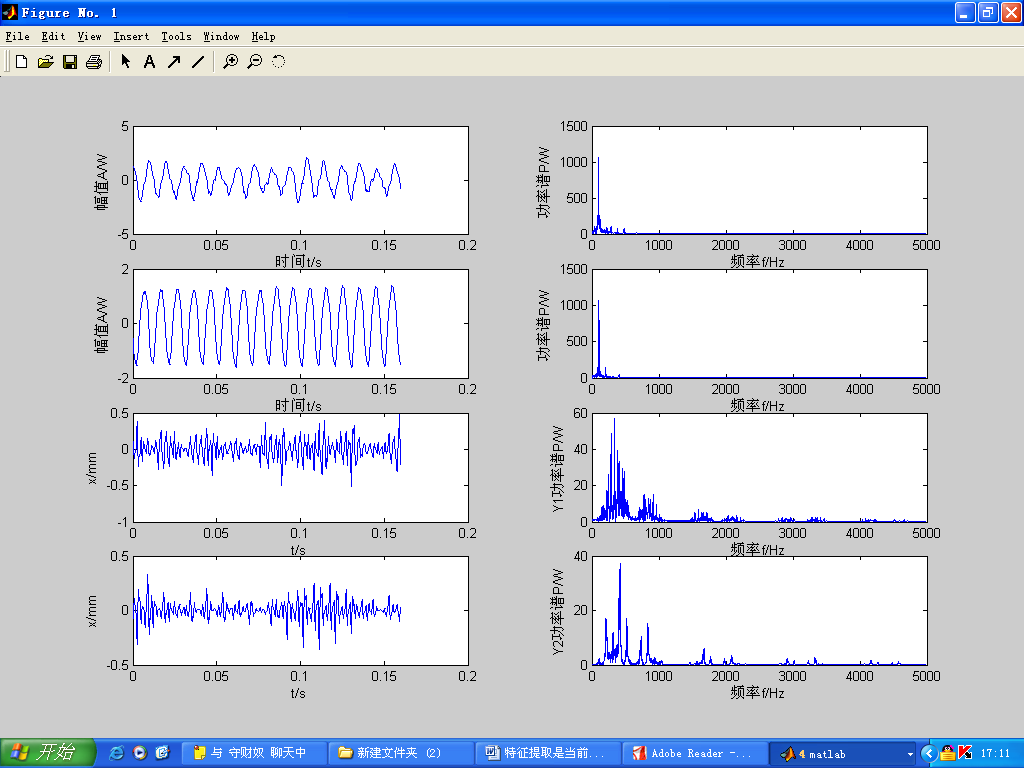 Figure No. 1
File Edit View Insert Tools Window Help
5
0
-5
0 0.05 0.1 0.15 0.2
幅值A/W
时间t/s
1500
1000
500
0
0 1000 2000 3000 4000 5000
功率谱P/W
频率f/Hz
2
0
-2
0 0.05 0.1 0.15 0.2
幅值A/W
时间t/s
1500
1000
500
0
0 1000 2000 3000 4000 5000
功率谱P/W
频率f/Hz
0.5
0
-0.5
-1
0 0.05 0.1 0.15 0.2
x/mm
t/s
60
40
20
0
0 1000 2000 3000 4000 5000
Y1功率谱P/W
频率f/Hz
0.5
0
-0.5
0 0.05 0.1 0.15 0.2
x/mm
t/s
40
20
0
0 1000 2000 3000 4000 5000
Y2功率谱P/W
频率f/Hz
开始 与 守财奴 聊天中 新建文件夹 (2) 特征提取是当前... Adobe Reader -... 4 matlab 17:11